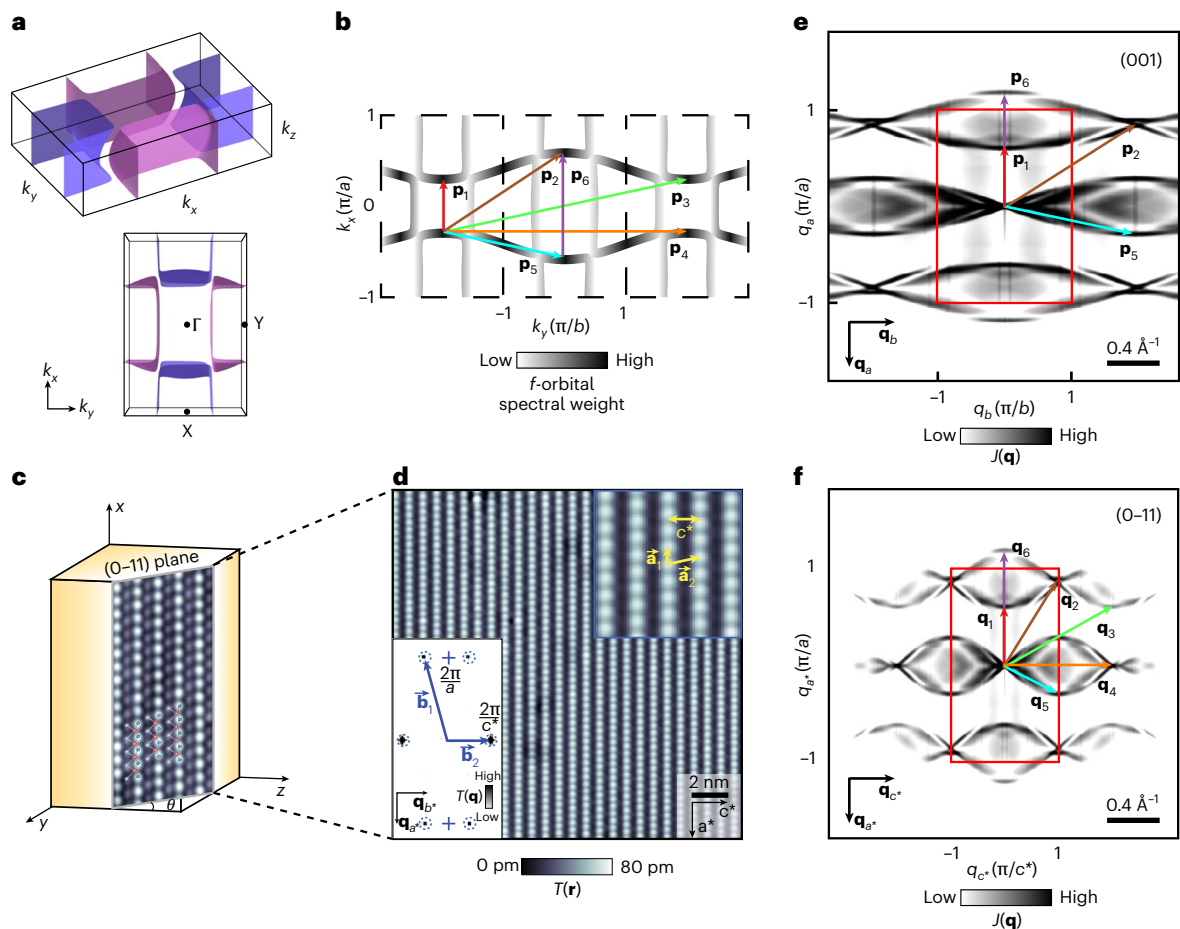 a
k_z
k_y
k_x
Γ
Y
k_x
k_y
X
b
1
0
−1
k_x (π/a)
p_1
p_2
p_6
p_3
p_5
p_4
−1
1
k_y (π/b)
Low
High
f-orbital
spectral weight
e
(001)
p_6
1
p_2
p_1
q_a (π/a)
p_5
−1
q_b
q_a
0.4 Å⁻¹
−1
1
q_b (π/b)
Low
High
J(q)
c
x
(0–11) plane
z
θ
y
d
c*
a_1
a_2
2π
a
b_1
2π
c*
b_2
High
T(q)
Low
q_b*
q_a*
2 nm
c*
a*
0 pm
80 pm
T(r)
f
(0–11)
q_6
1
q_2
q_1
q_3
q_a* (π/a)
q_4
q_5
−1
q_c*
q_a*
0.4 Å⁻¹
−1
1
q_c* (π/c*)
Low
High
J(q)